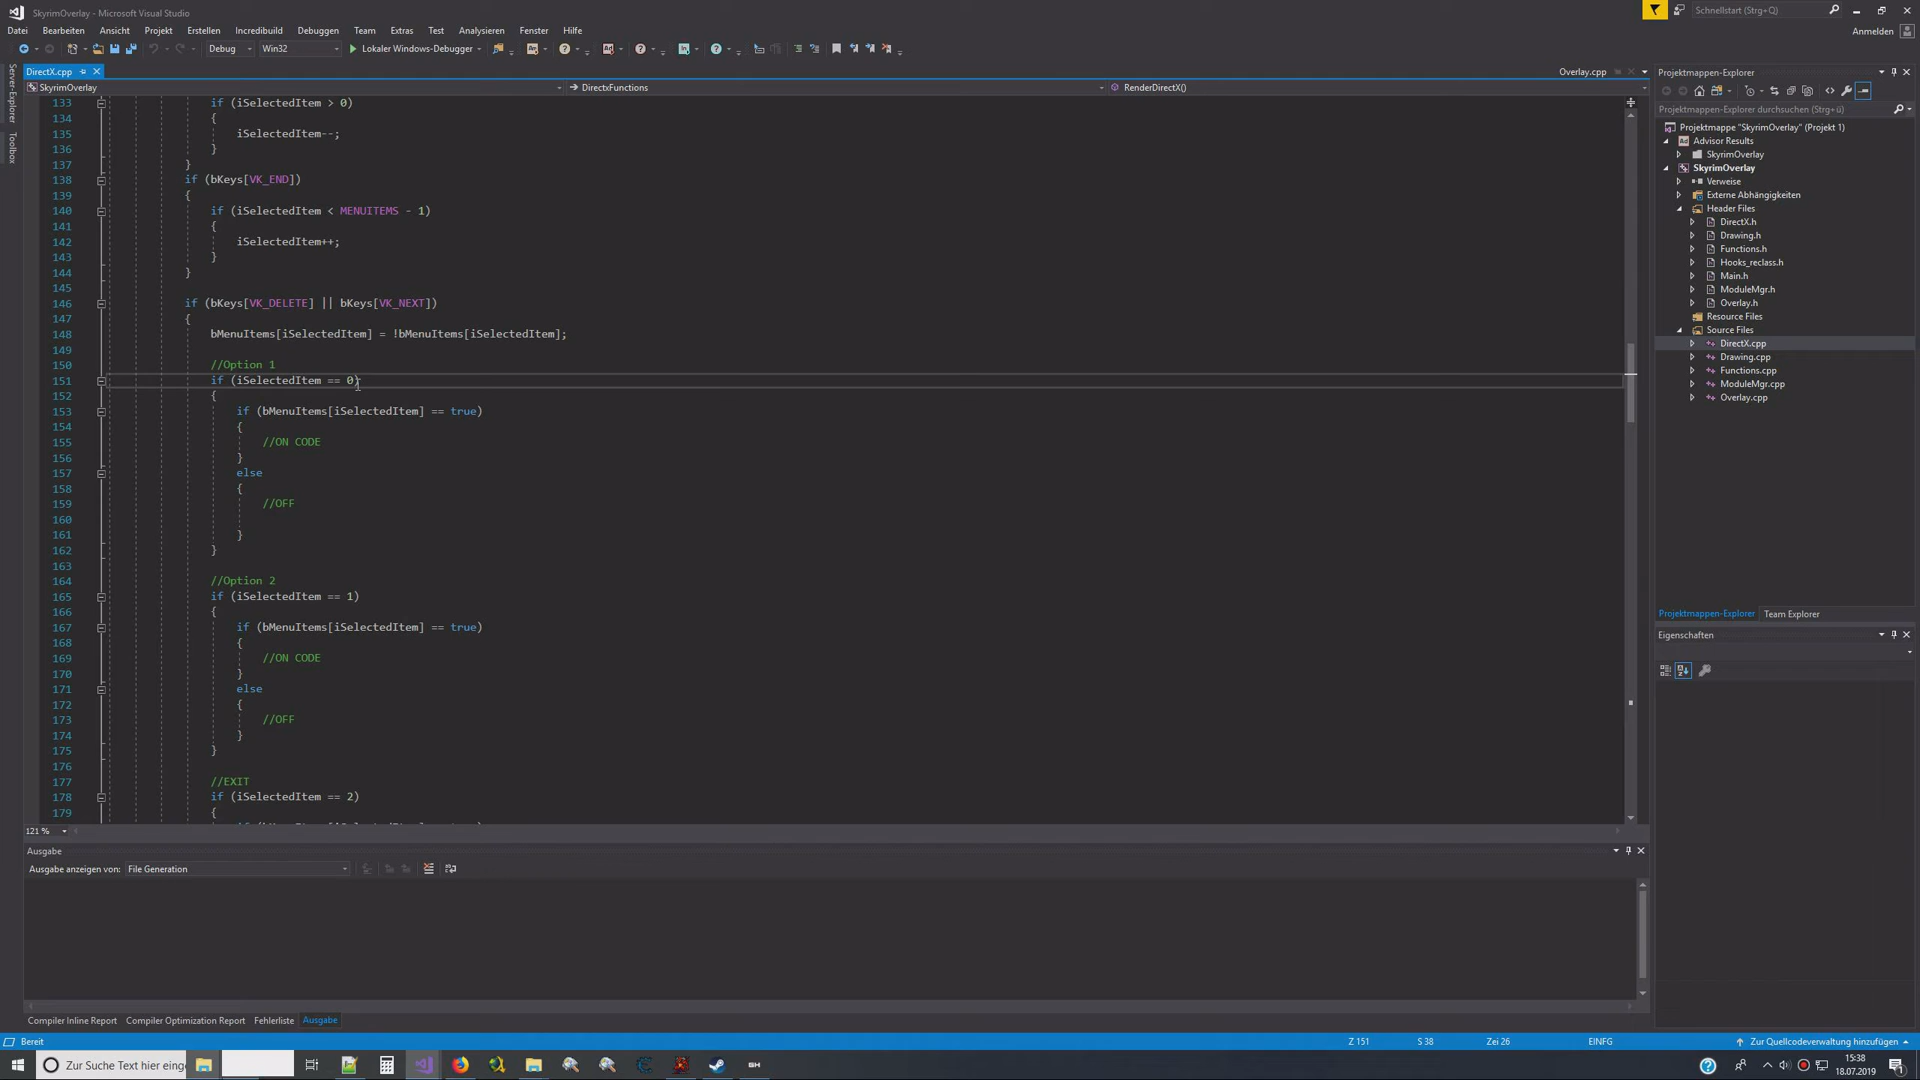 SkyrimOverlay - Microsoft Visual Studio
Schnellstart (Strg+Q)
Datei Bearbeiten Ansicht Projekt Erstellen Incredibuild Debuggen Team Extras Test Analysieren Fenster Hilfe
Anmelden
Debug Win32 Lokaler Windows-Debugger
DirectX.cpp
Overlay.cpp
SkyrimOverlay
DirectxFunctions
RenderDirectX()
Server-Explorer
Toolbox
133 if (iSelectedItem > 0)
134 {
135 iSelectedItem--;
136 }
137 }
138 if (bKeys[VK_END])
139 {
140 if (iSelectedItem < MENUITEMS - 1)
141 {
142 iSelectedItem++;
143 }
144 }
145
146 if (bKeys[VK_DELETE] || bKeys[VK_NEXT])
147 {
148 bMenuItems[iSelectedItem] = !bMenuItems[iSelectedItem];
149
150 //Option 1
151 if (iSelectedItem == 0)
152 {
153 if (bMenuItems[iSelectedItem] == true)
154 {
155 //ON CODE
156 }
157 else
158 {
159 //OFF
160
161 }
162 }
163
164 //Option 2
165 if (iSelectedItem == 1)
166 {
167 if (bMenuItems[iSelectedItem] == true)
168 {
169 //ON CODE
170 }
171 else
172 {
173 //OFF
174 }
175 }
176
177 //EXIT
178 if (iSelectedItem == 2)
179 {
121 %
Projektmappen-Explorer
Projektmappen-Explorer durchsuchen (Strg+ü)
Projektmappe "SkyrimOverlay" (Projekt 1)
Advisor Results
SkyrimOverlay
SkyrimOverlay
Verweise
Externe Abhängigkeiten
Header Files
DirectX.h
Drawing.h
Functions.h
Hooks_reclass.h
Main.h
ModuleMgr.h
Overlay.h
Resource Files
Source Files
DirectX.cpp
Drawing.cpp
Functions.cpp
ModuleMgr.cpp
Overlay.cpp
Projektmappen-Explorer Team Explorer
Eigenschaften
Ausgabe
Ausgabe anzeigen von: File Generation
Compiler Inline Report Compiler Optimization Report Fehlerliste Ausgabe
Bereit
Z 151 S 38 Zei 26 EINFG
Zur Quellcodeverwaltung hinzufügen
Zur Suche Text hier einge
GH
15:38
18.07.2019